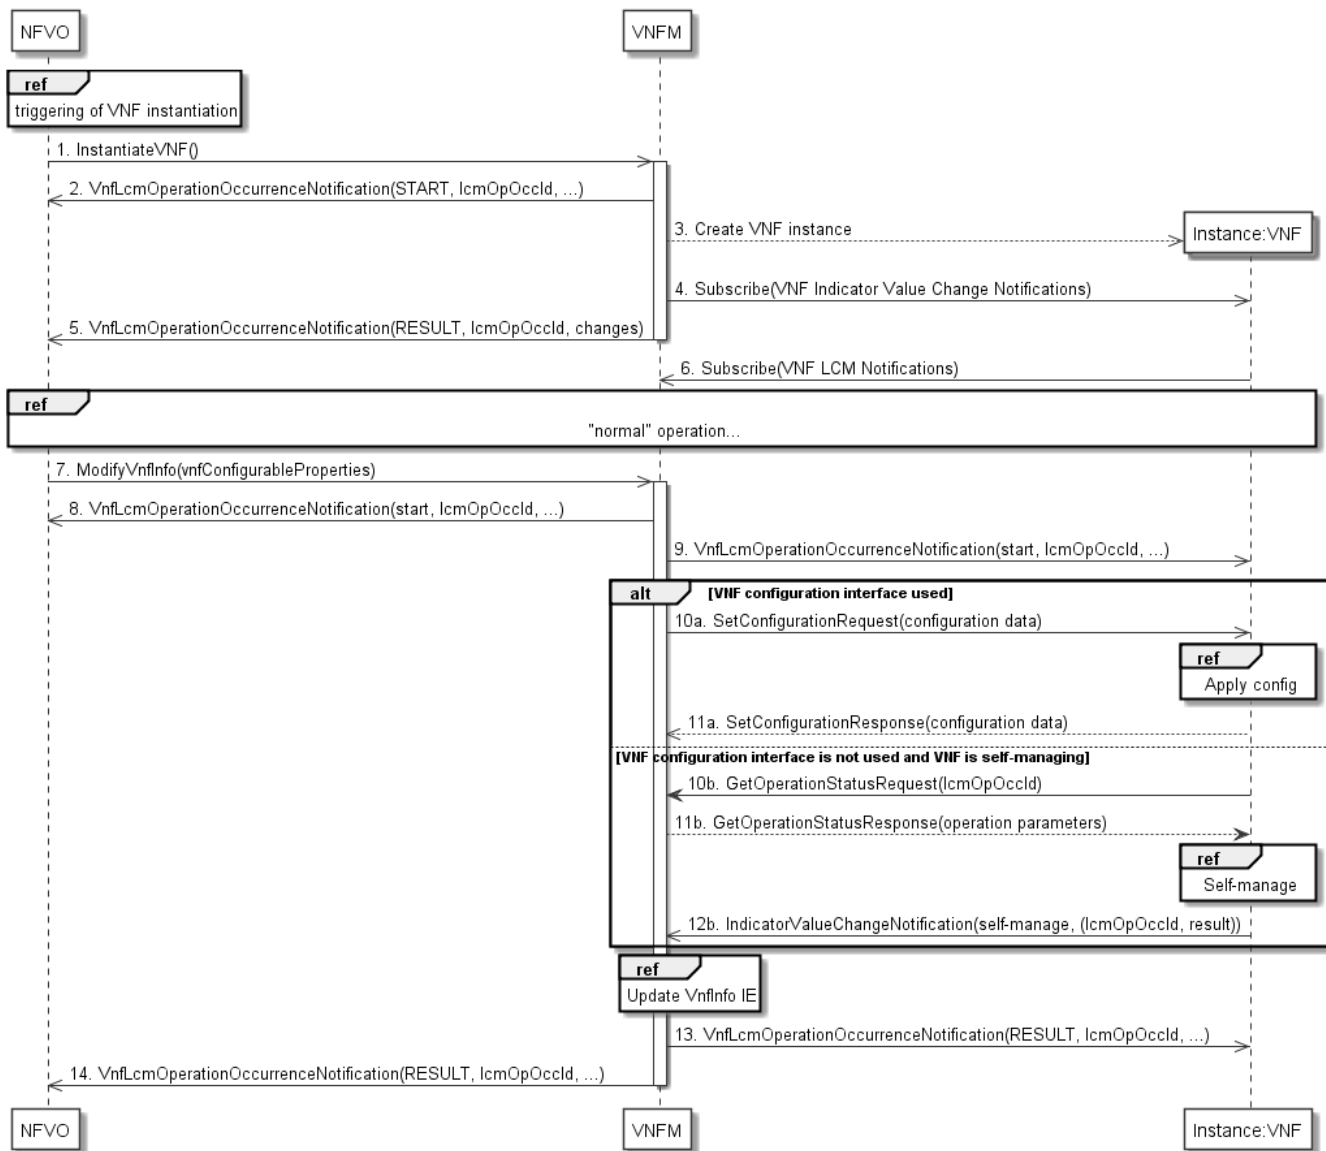 NFVO
VNFM
ref
triggering of VNF instantiation
1. InstantiateVNF()
2. VnfLcmOperationOccurrenceNotification(START, lcmOpOccId, ...)
3. Create VNF instance
Instance:VNF
4. Subscribe(VNF Indicator Value Change Notifications)
5. VnfLcmOperationOccurrenceNotification(RESULT, lcmOpOccId, changes)
6. Subscribe(VNF LCM Notifications)
ref
"normal" operation...
7. ModifyVnfInfo(vnfConfigurableProperties)
8. VnfLcmOperationOccurrenceNotification(start, lcmOpOccId, ...)
9. VnfLcmOperationOccurrenceNotification(start, lcmOpOccId, ...)
alt [VNF configuration interface used]
10a. SetConfigurationRequest(configuration data)
ref
Apply config
11a. SetConfigurationResponse(configuration data)
[VNF configuration interface is not used and VNF is self-managing]
10b. GetOperationStatusRequest(lcmOpOccId)
11b. GetOperationStatusResponse(operation parameters)
ref
Self-manage
12b. IndicatorValueChangeNotification(self-manage, (lcmOpOccId, result))
ref
Update VnfInfo IE
13. VnfLcmOperationOccurrenceNotification(RESULT, lcmOpOccId, ...)
14. VnfLcmOperationOccurrenceNotification(RESULT, lcmOpOccId, ...)
NFVO
VNFM
Instance:VNF